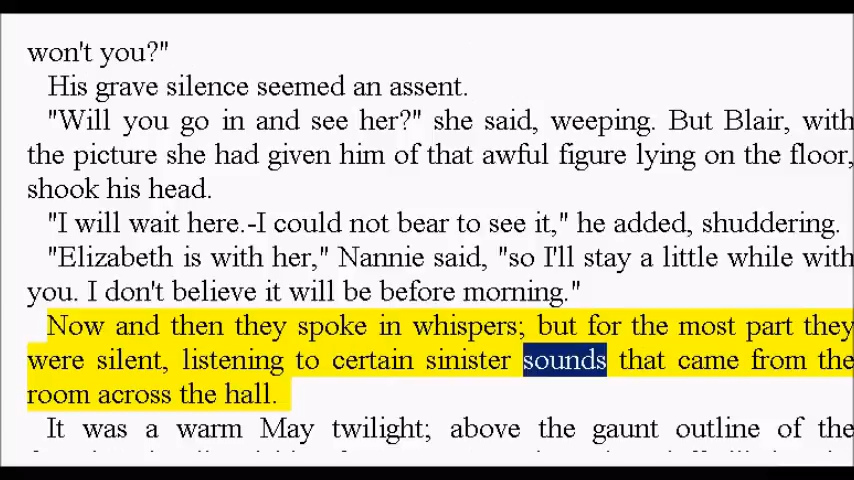 won't you?"
His grave silence seemed an assent.
"Will you go in and see her?" she said, weeping. But Blair, with
the picture she had given him of that awful figure lying on the floor,
shook his head.
"I will wait here.-I could not bear to see it," he added, shuddering.
"Elizabeth is with her," Nannie said, "so I'll stay a little while with
you. I don't believe it will be before morning."
Now and then they spoke in whispers; but for the most part they
were silent, listening to certain sinister sounds that came from the
room across the hall.
It was a warm May twilight; above the gaunt outline of the